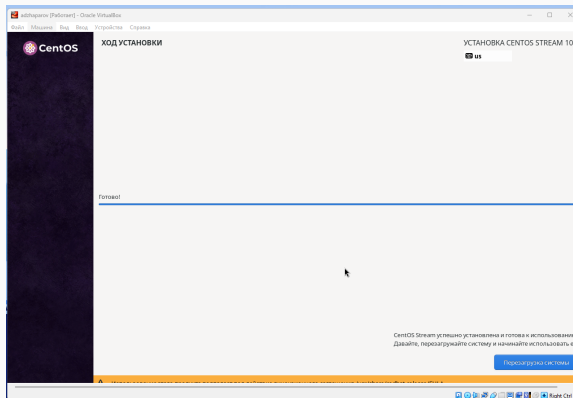 adzhaparov [Работает] - Oracle VirtualBox
Файл Машина Вид Ввод Устройства Справка
CentOS
ХОД УСТАНОВКИ
УСТАНОВКА CENTOS STREAM 10
us
Готово!
CentOS Stream успешно установлена и готова к использовани
Давайте, перезагружайте систему и начинайте использовать е
Перезагрузка системы
Right Ctrl